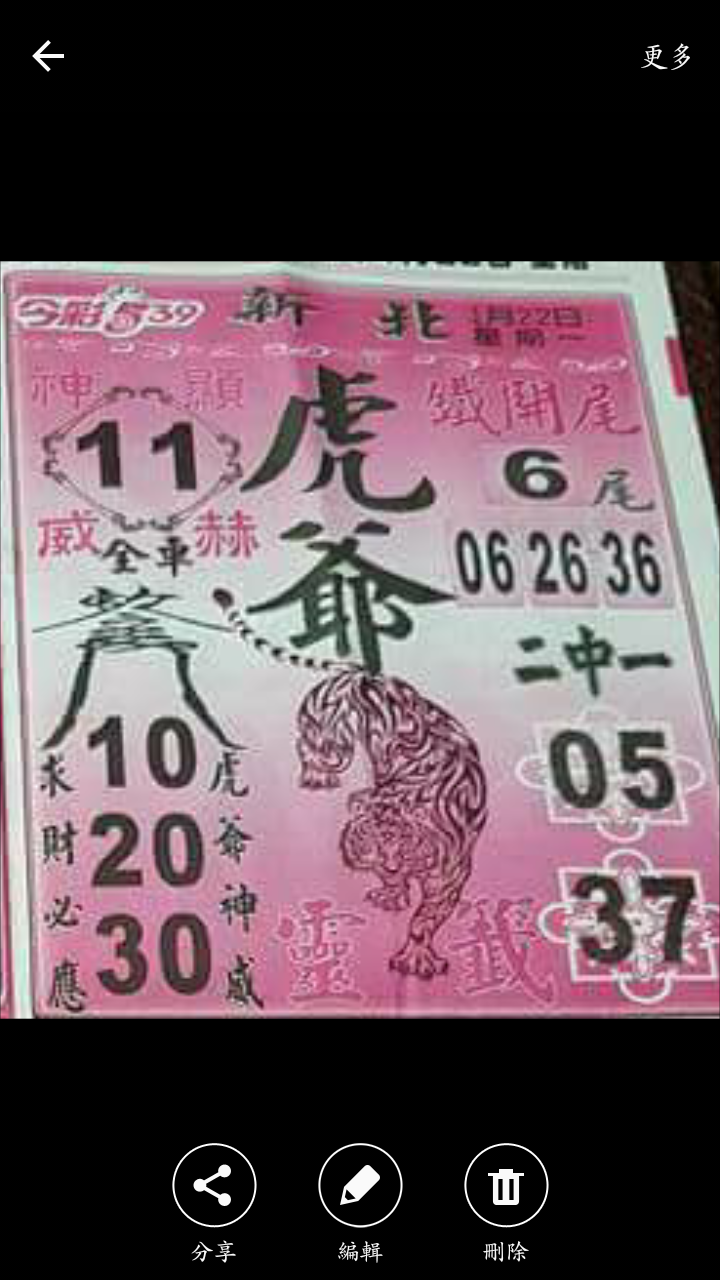 更多
今彩539
新北
1月22日
星期一
神顯
11
威赫
全車
虎爺
鐵開尾
6尾
06 26 36
二中一
05
37
10
20
30
求財必應
虎爺神威
靈籤
分享
編輯
刪除